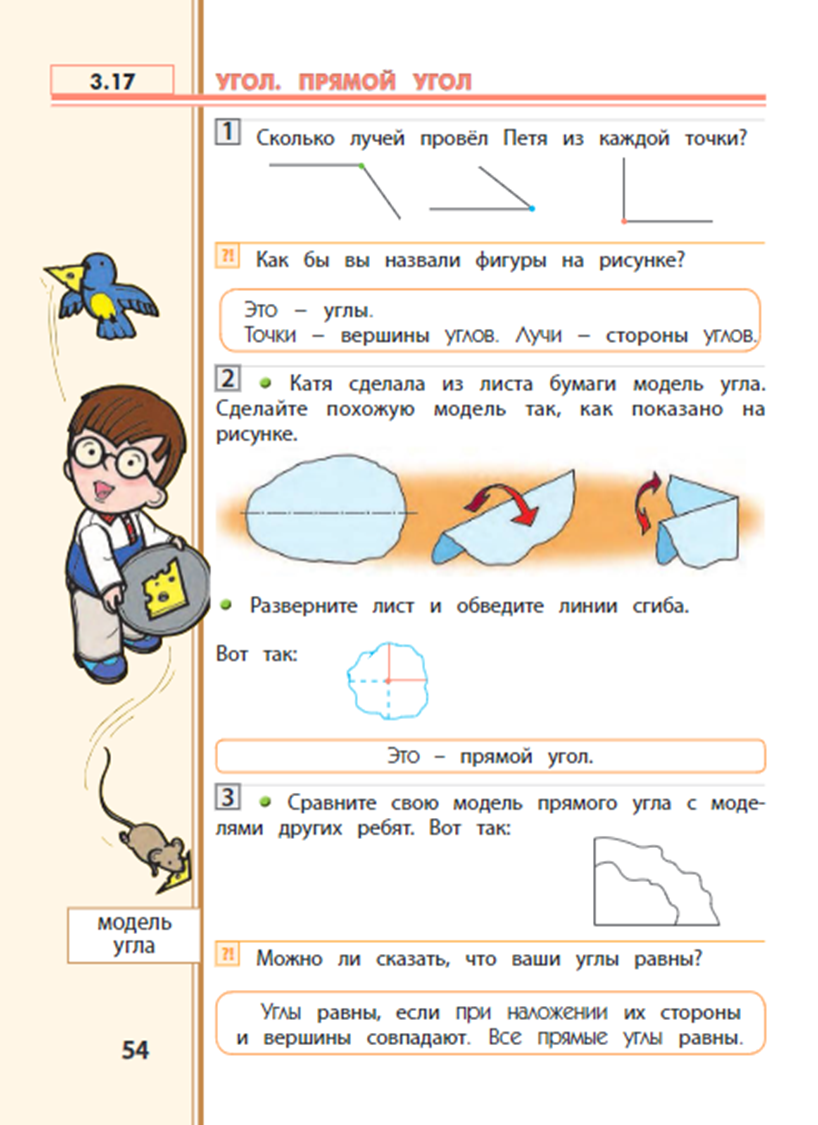 3.17
УГОЛ. ПРЯМОЙ УГОЛ
1 Сколько лучей провёл Петя из каждой точки?
?! Как бы вы назвали фигуры на рисунке?
Это – углы.
Точки – вершины углов. Лучи – стороны углов.
2 • Катя сделала из листа бумаги модель угла.
Сделайте похожую модель так, как показано на
рисунке.
• Разверните лист и обведите линии сгиба.
Вот так:
Это – прямой угол.
3 • Сравните свою модель прямого угла с моде-
лями других ребят. Вот так:
модель
угла
?! Можно ли сказать, что ваши углы равны?
Углы равны, если при наложении их стороны
и вершины совпадают. Все прямые углы равны.
54